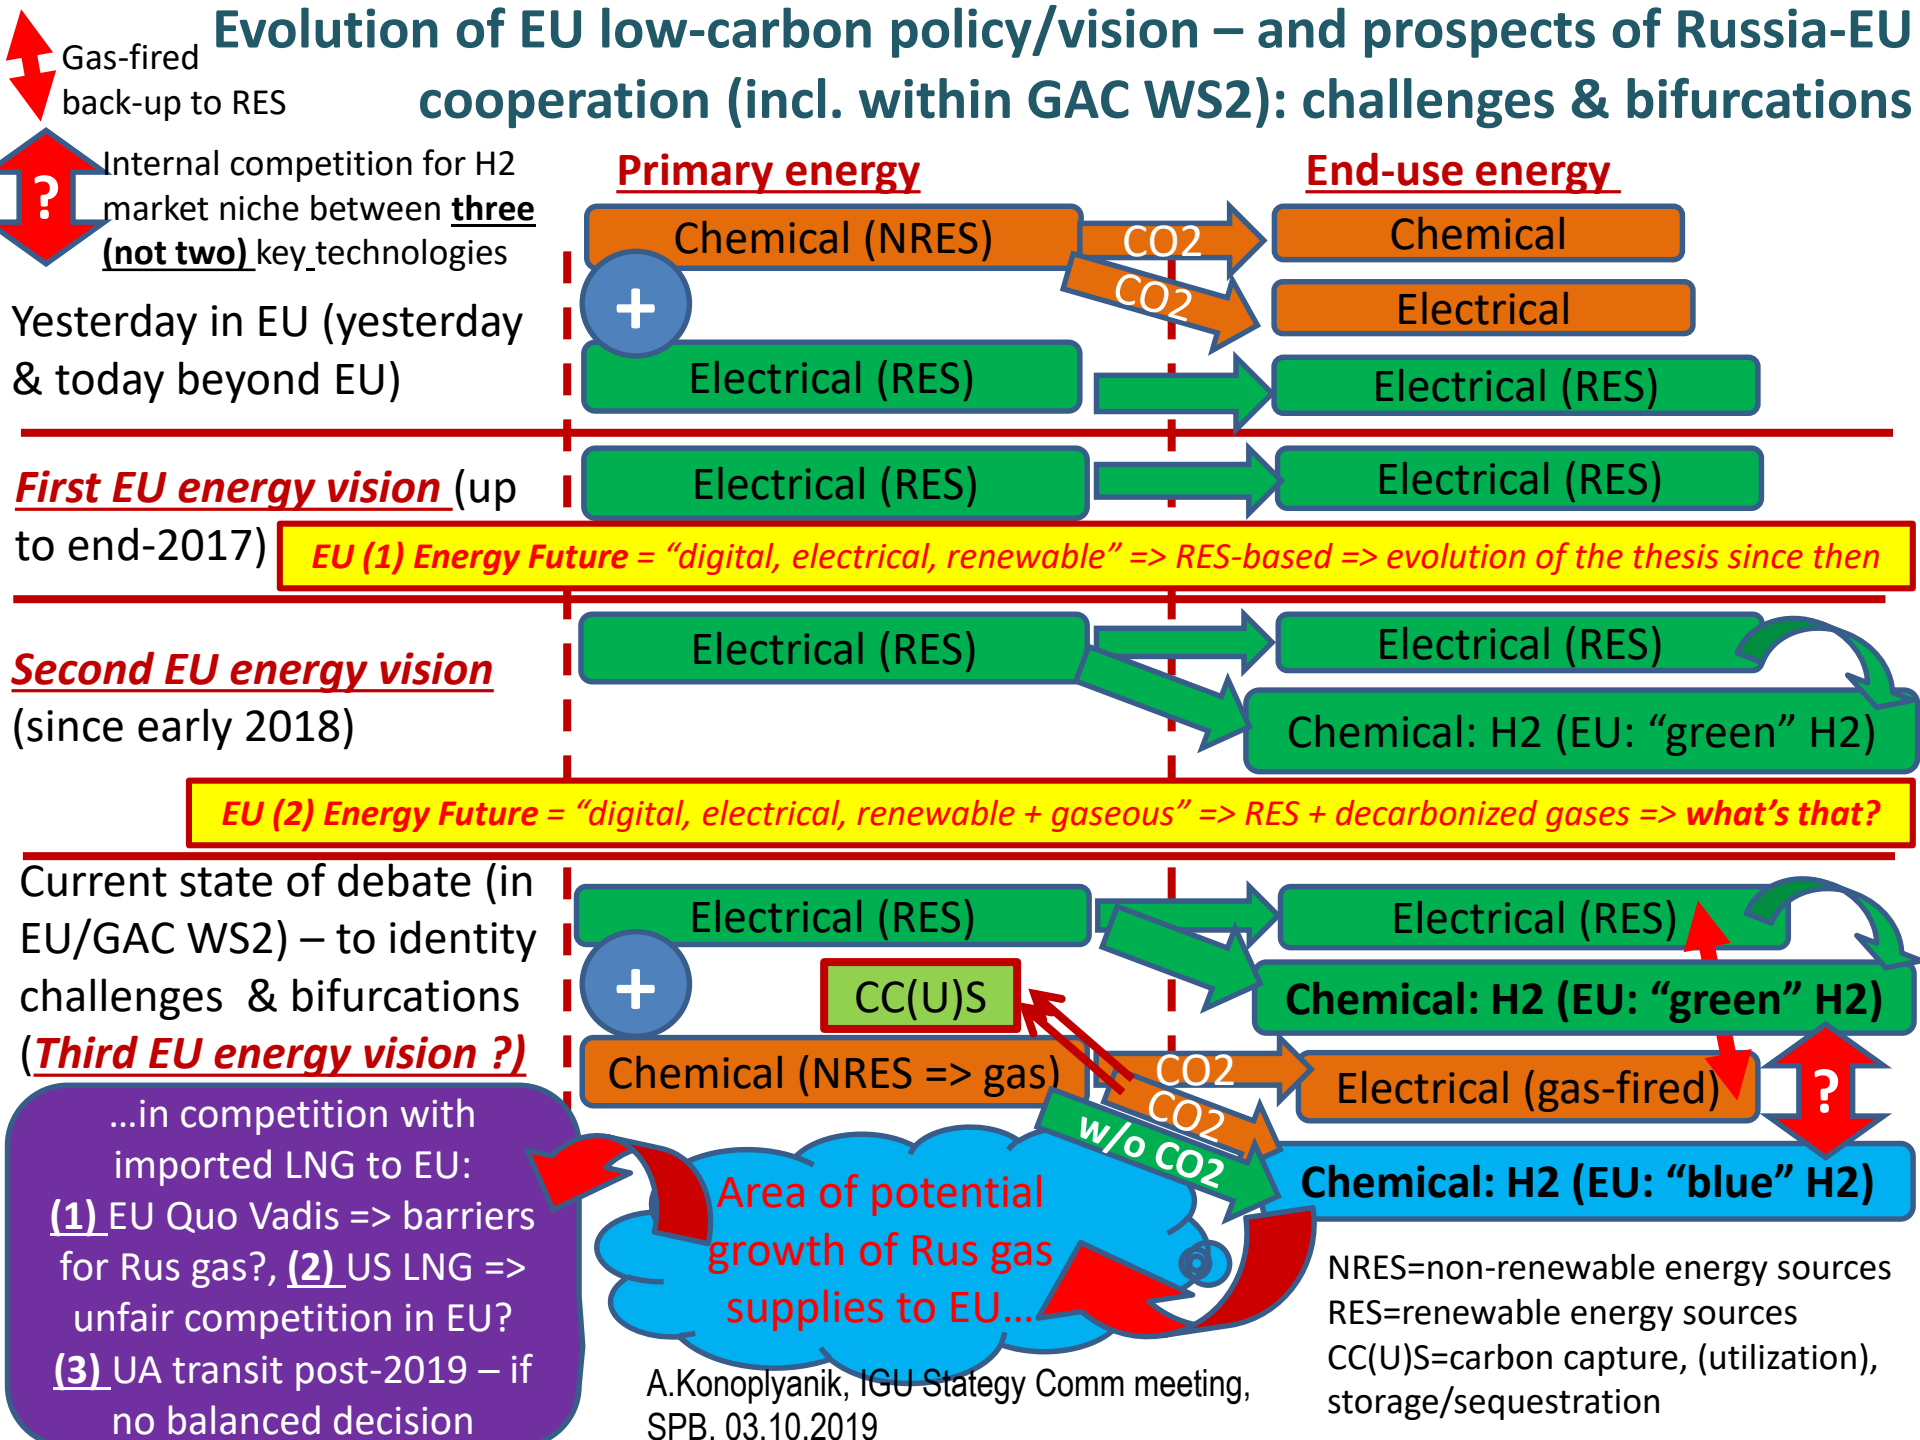 Evolution of EU low-carbon policy/vision – and prospects of Russia-EU
cooperation (incl. within GAC WS2): challenges & bifurcations
Gas-fired
back-up to RES
?
Internal competition for H2
market niche between three
(not two) key technologies
Primary energy
End-use energy
Yesterday in EU (yesterday
& today beyond EU)
Chemical (NRES)
CO2
Chemical
CO2
Electrical
+
Electrical (RES)
Electrical (RES)
First EU energy vision (up
to end-2017)
Electrical (RES)
Electrical (RES)
EU (1) Energy Future = “digital, electrical, renewable” => RES-based => evolution of the thesis since then
Second EU energy vision
(since early 2018)
Electrical (RES)
Electrical (RES)
Chemical: H2 (EU: “green” H2)
EU (2) Energy Future = “digital, electrical, renewable + gaseous” => RES + decarbonized gases => what's that?
Current state of debate (in
EU/GAC WS2) – to identity
challenges & bifurcations
(Third EU energy vision ?)
Electrical (RES)
Electrical (RES)
+
CC(U)S
Chemical: H2 (EU: “green” H2)
Chemical (NRES => gas)
CO2
CO2
w/o CO2
Electrical (gas-fired)
?
Chemical: H2 (EU: “blue” H2)
…in competition with
imported LNG to EU:
(1) EU Quo Vadis => barriers
for Rus gas?, (2) US LNG =>
unfair competition in EU?
(3) UA transit post-2019 – if
no balanced decision
Area of potential
growth of Rus gas
supplies to EU…
A.Konoplyanik, IGU Stategy Comm meeting,
SPB, 03.10.2019
NRES=non-renewable energy sources
RES=renewable energy sources
CC(U)S=carbon capture, (utilization),
storage/sequestration